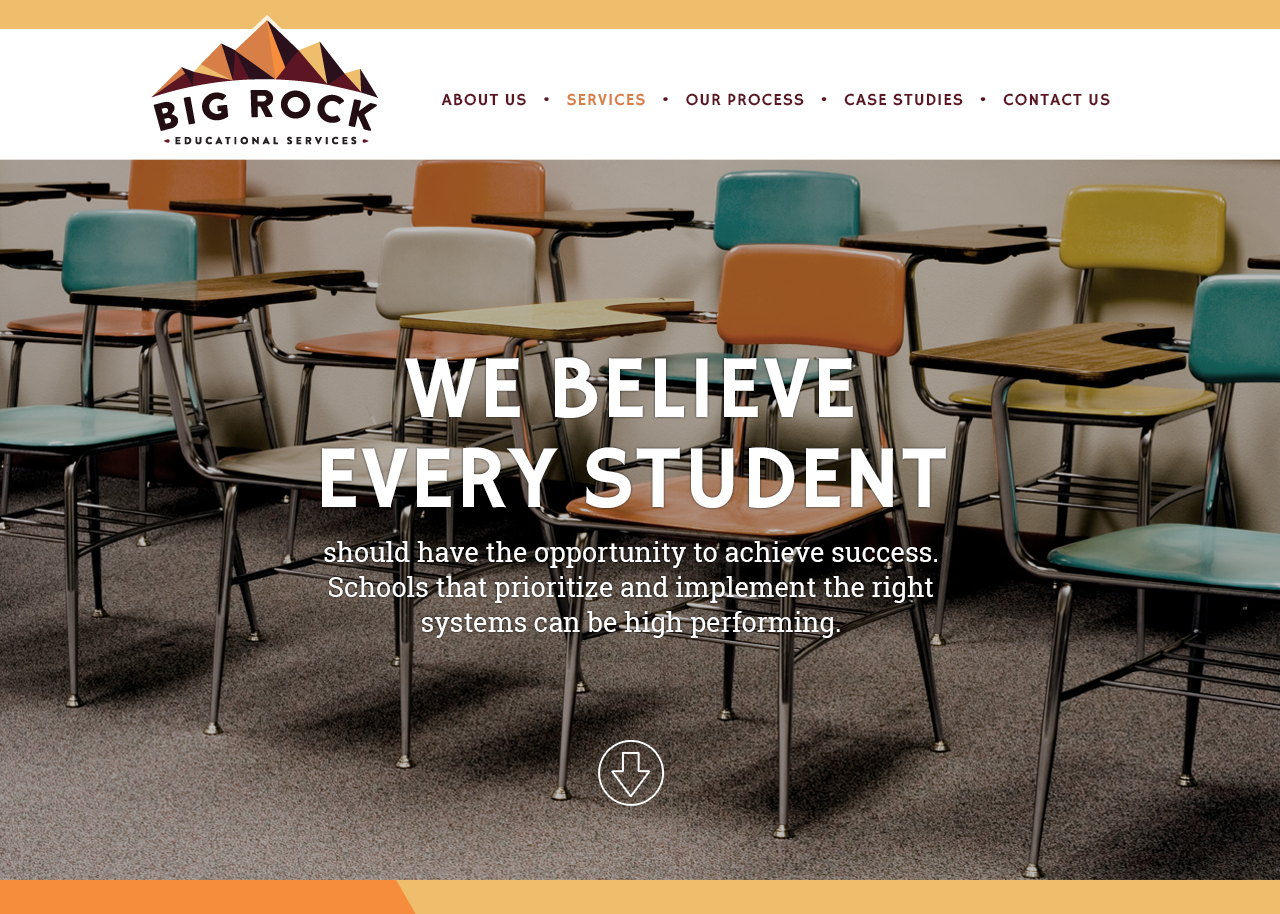 BIG ROCK
EDUCATIONAL SERVICES
ABOUT US • SERVICES • OUR PROCESS • CASE STUDIES • CONTACT US
WE BELIEVE
EVERY STUDENT
should have the opportunity to achieve success.
Schools that prioritize and implement the right
systems can be high performing.